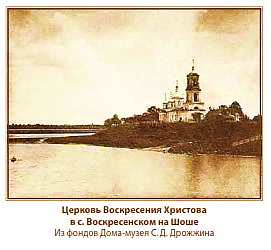 Церковь Воскресения Христова
в с. Воскресенском на Шоше
Из фондов Дома-музея С.Д. Дрожжина